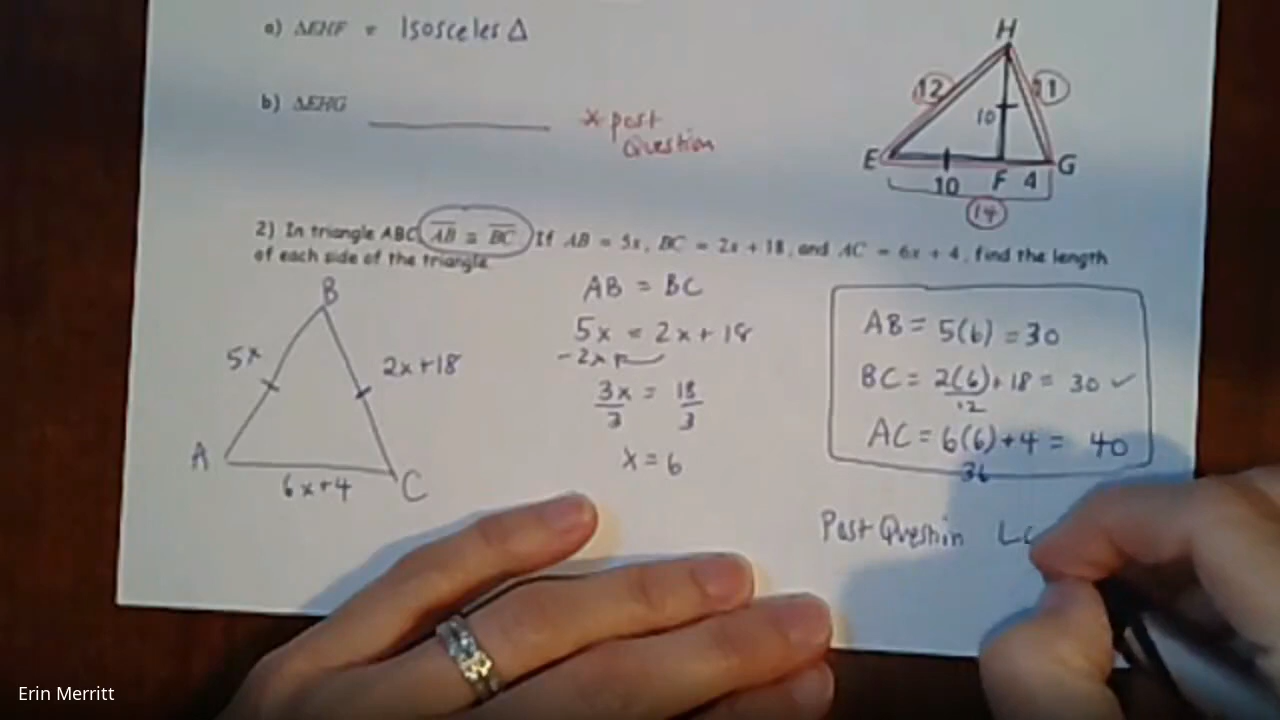 a) ΔEHF = Isosceles Δ
b) ΔEHG ____________ * post
Question
H
12
11
10
E
F
G
10
4
14
2) In triangle ABC, AB ≅ BC. If AB = 5x, BC = 2x + 18, and AC = 6x + 4, find the length
of each side of the triangle.
B
5x
2x+18
A
6x+4
C
AB = BC
5x = 2x+18
-2x
3x = 18
3 3
x = 6
AB = 5(6) = 30
BC = 2(6)+18 = 30 ✓
12
AC = 6(6)+4 = 40
36
Post Question
Erin Merritt